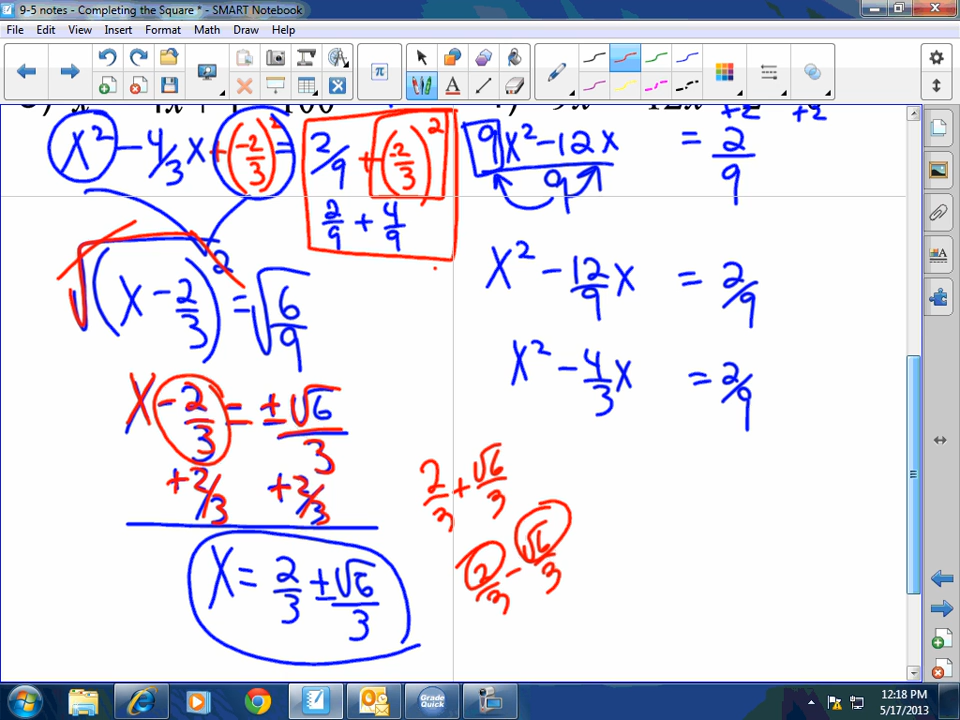 9-5 notes - Completing the Square * - SMART Notebook
File Edit View Insert Format Math Draw Help
+2 +2
x² - 4/3 x + (-2/3)² = 2/9 + (-2/3)²
2/9 + 4/9
9x² - 12x = 2
9 9
x² - 12/9 x = 2/9
x² - 4/3 x = 2/9
√(x - 2/3)² = √6/9
x - 2/3 = ±√6/3
+2/3 +2/3
x = 2/3 ± √6/3
2/3 + √6/3
2/3 - √6/3
Grade Quick
12:18 PM
5/17/2013